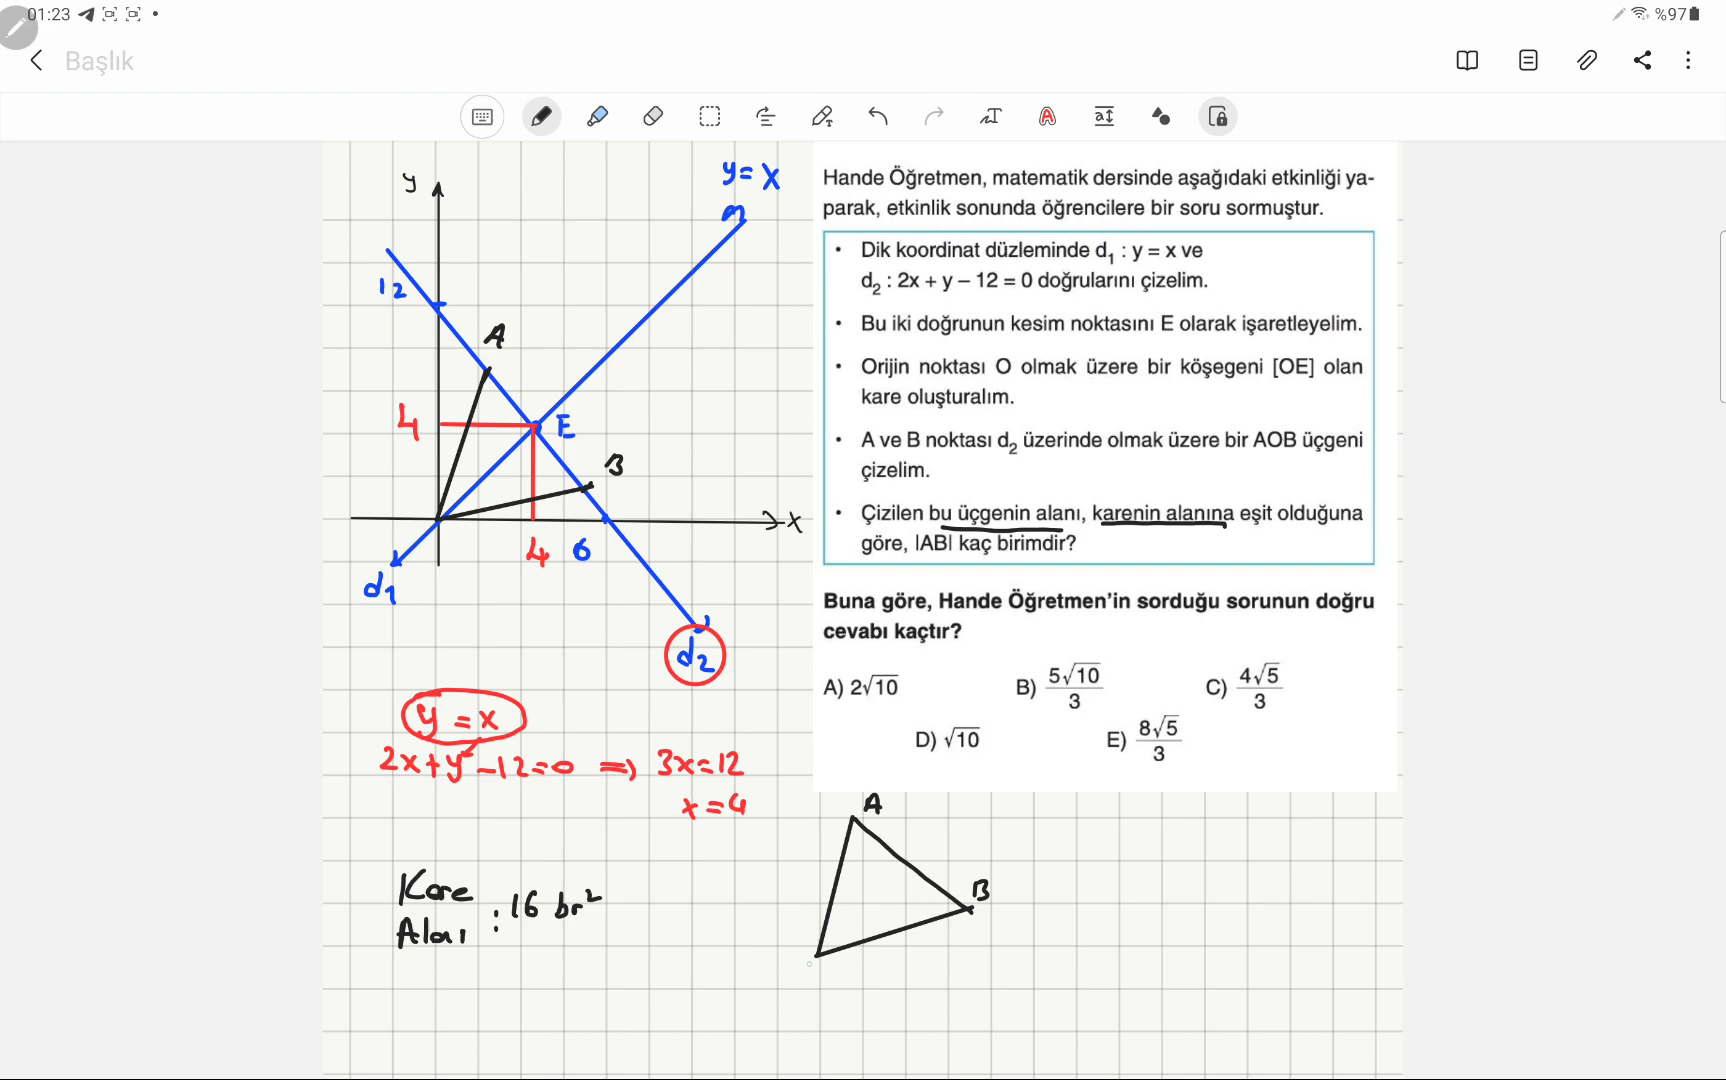 01:23
%97
Başlık
y
y = x
12
A
4
E
B
x
4 6
d1
d2
y = x
2x + y - 12 = 0 ⇒ 3x = 12
x = 4
Kare
Alanı : 16 br²
Hande Öğretmen, matematik dersinde aşağıdaki etkinliği ya-
parak, etkinlik sonunda öğrencilere bir soru sormuştur.
• Dik koordinat düzleminde d₁ : y = x ve
d₂ : 2x + y – 12 = 0 doğrularını çizelim.
• Bu iki doğrunun kesim noktasını E olarak işaretleyelim.
• Orijin noktası O olmak üzere bir köşegeni [OE] olan
kare oluşturalım.
• A ve B noktası d₂ üzerinde olmak üzere bir AOB üçgeni
çizelim.
• Çizilen bu üçgenin alanı, karenin alanına eşit olduğuna
göre, |AB| kaç birimdir?
Buna göre, Hande Öğretmen'in sorduğu sorunun doğru
cevabı kaçtır?
A) 2√10 B) 5√10/3 C) 4√5/3
D) √10 E) 8√5/3
A
B